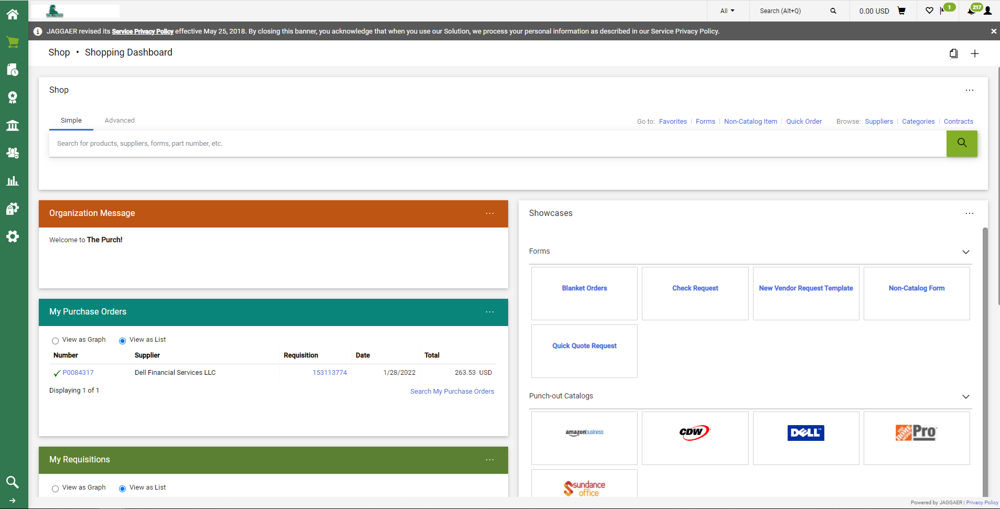 All
Search (Alt+Q)
0.00 USD
1
217
JAGGAER revised its Service Privacy Policy effective May 25, 2018. By closing this banner, you acknowledge that when you use our Solution, we process your personal information as described in our Service Privacy Policy.
Shop • Shopping Dashboard
Shop
Simple
Advanced
Go to: Favorites | Forms | Non-Catalog Item | Quick Order
Browse: Suppliers | Categories | Contracts
Search for products, suppliers, forms, part number, etc.
Organization Message
Welcome to The Purch!
My Purchase Orders
View as Graph
View as List
Number Supplier Requisition Date Total
P0084317 Dell Financial Services LLC 153113774 1/28/2022 263.53 USD
Displaying 1 of 1
Search My Purchase Orders
My Requisitions
View as Graph
View as List
Showcases
Forms
Blanket Orders
Check Request
New Vendor Request Template
Non-Catalog Form
Quick Quote Request
Punch-out Catalogs
amazonbusiness
CDW
DELL™
THE HOME DEPOT Pro
sundance
office
Powered by JAGGAER | Privacy Policy